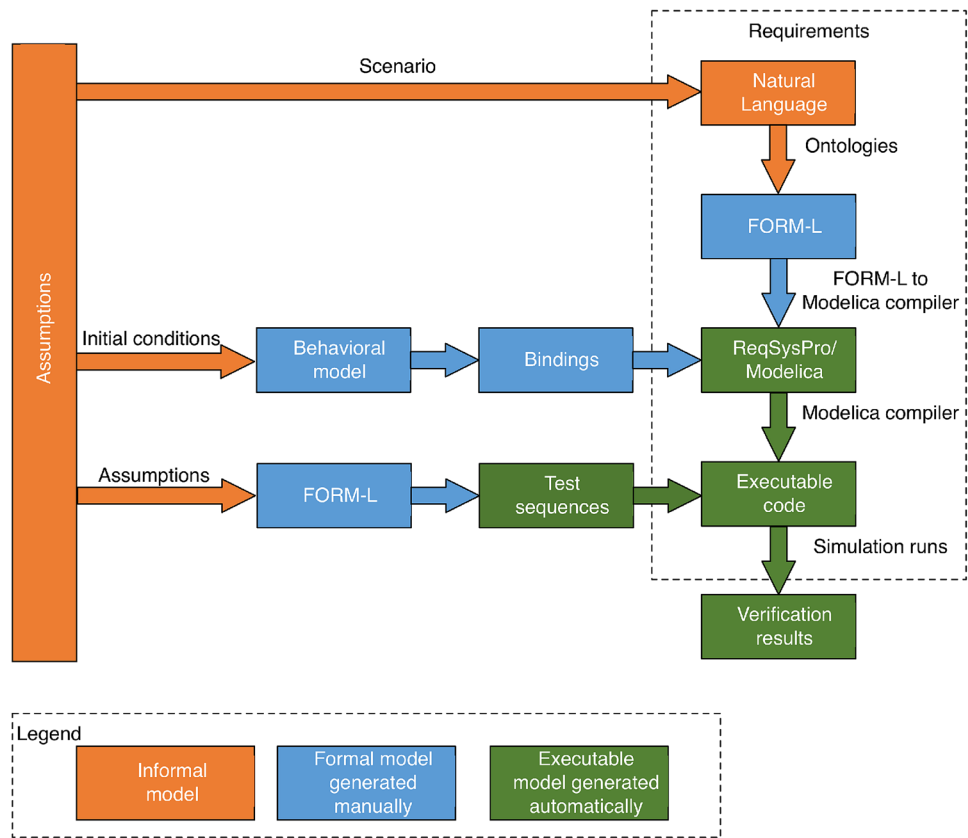 Requirements
Scenario
Natural
Language
Ontologies
FORM-L
FORM-L to
Modelica compiler
Assumptions
Initial conditions
Behavioral
model
Bindings
ReqSysPro/
Modelica
Modelica compiler
Assumptions
FORM-L
Test
sequences
Executable
code
Simulation runs
Verification
results
Legend
Informal
model
Formal model
generated
manually
Executable
model generated
automatically